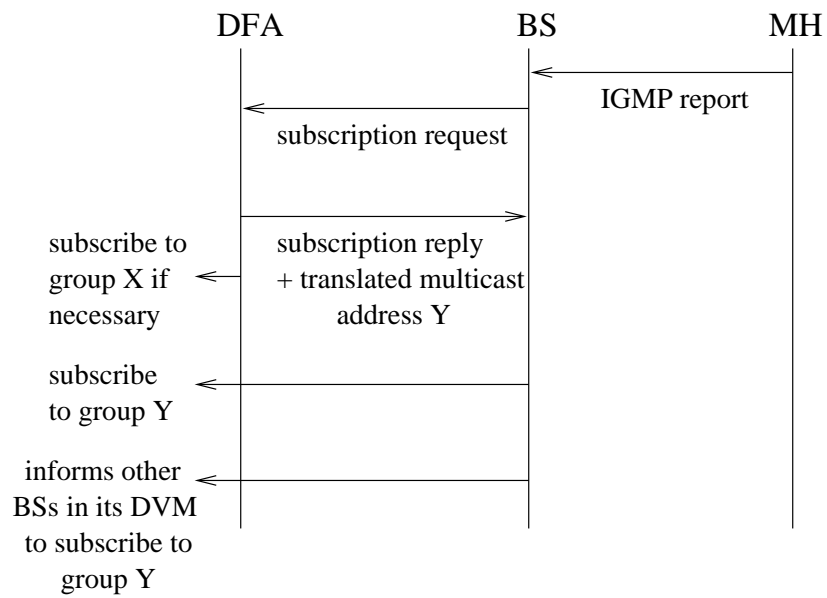 DFA
BS
MH
IGMP report
subscription request
subscribe to
group X if
necessary
subscription reply
+ translated multicast
address Y
subscribe
to group Y
informs other
BSs in its DVM
to subscribe to
group Y